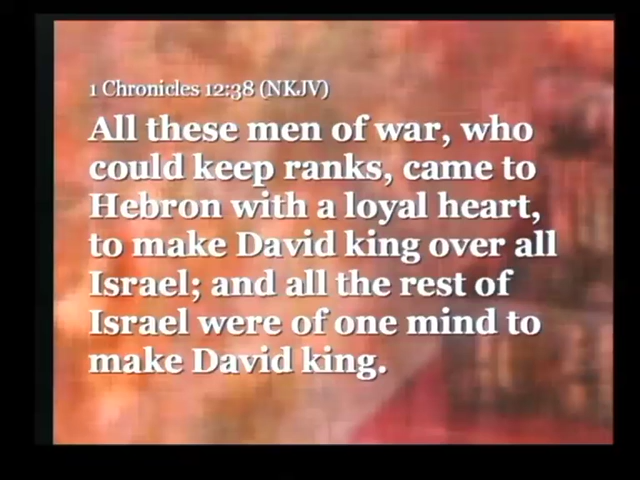 1 Chronicles 12:38 (NKJV)
All these men of war, who
could keep ranks, came to
Hebron with a loyal heart,
to make David king over all
Israel; and all the rest of
Israel were of one mind to
make David king.